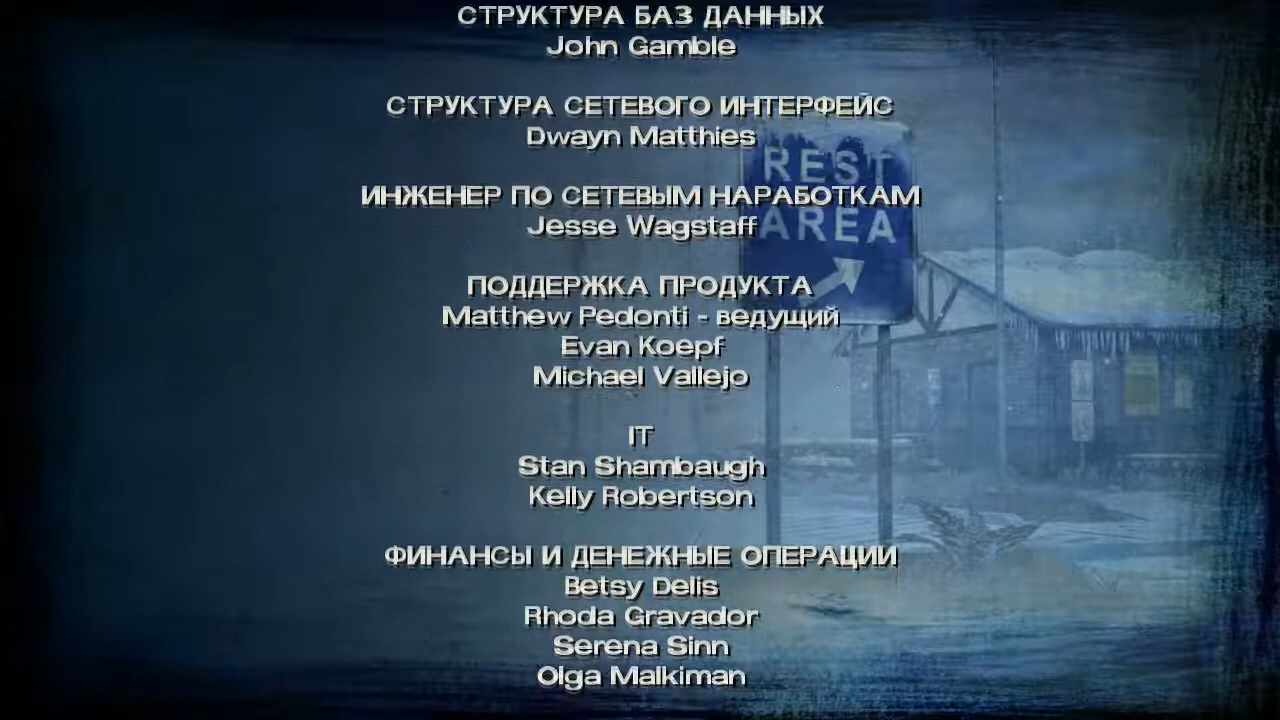 СТРУКТУРА БАЗ ДАННЫХ
John Gamble
СТРУКТУРА СЕТЕВОГО ИНТЕРФЕЙС
Dwayn Matthies
REST
ИНЖЕНЕР ПО СЕТЕВЫМ НАРАБОТКАМ
Jesse Wagstaff
AREA
ПОДДЕРЖКА ПРОДУКТА
Matthew Pedonti - ведущий
Evan Koepf
Michael Vallejo
IT
Stan Shambaugh
Kelly Robertson
ФИНАНСЫ И ДЕНЕЖНЫЕ ОПЕРАЦИИ
Betsy Delis
Rhoda Gravador
Serena Sinn
Olga Malkiman